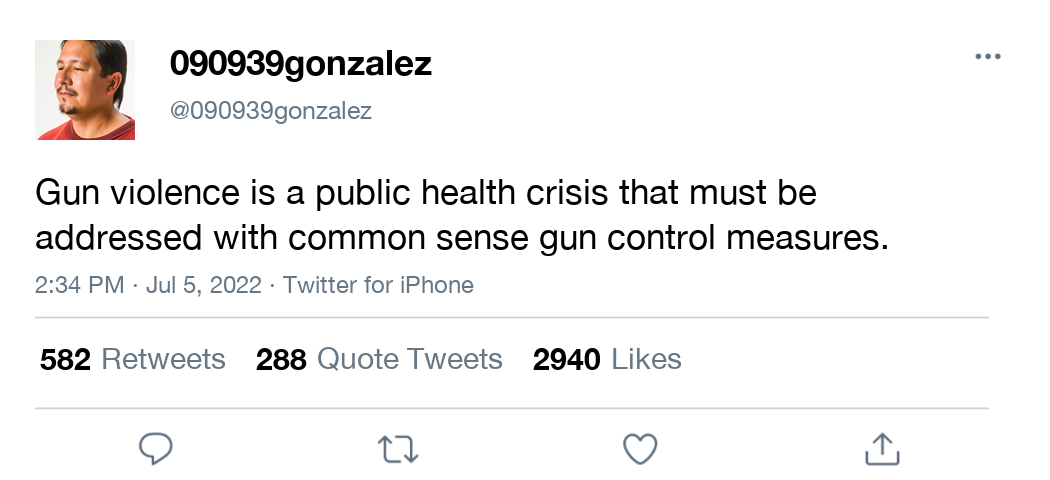 090939gonzalez
@090939gonzalez
Gun violence is a public health crisis that must be
addressed with common sense gun control measures.
2:34 PM · Jul 5, 2022 · Twitter for iPhone
582 Retweets 288 Quote Tweets 2940 Likes